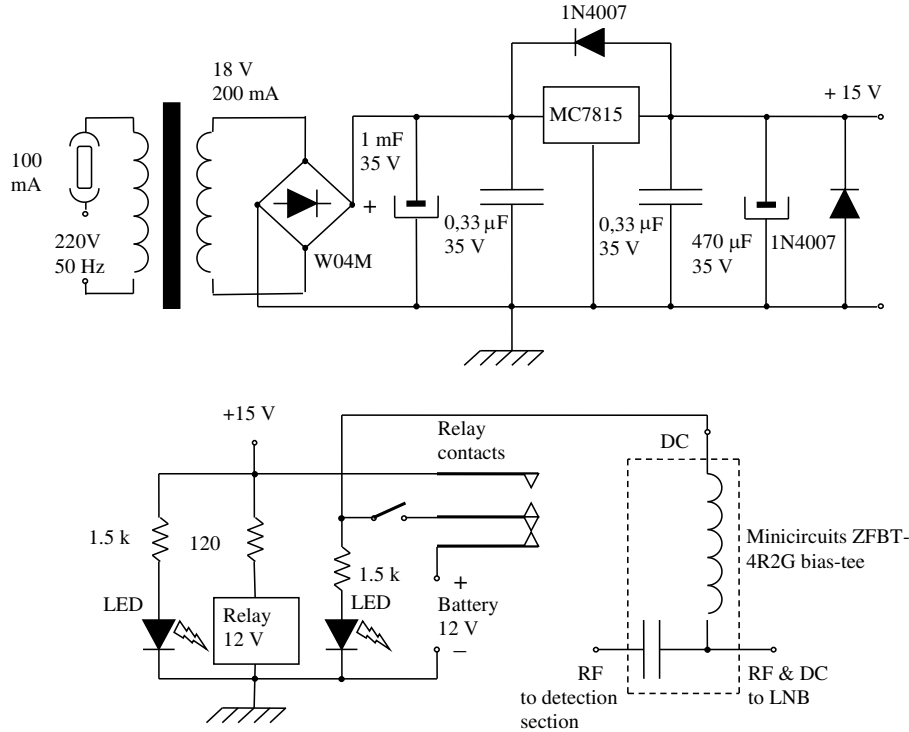 1N4007
18 V
200 mA
MC7815
+ 15 V
1 mF
35 V
100
mA
+
0,33 µF
35 V
0,33 µF
35 V
470 µF
35 V
1N4007
220V
50 Hz
W04M
+15 V
Relay
contacts
DC
1.5 k
120
Minicircuits ZFBT-
4R2G bias-tee
1.5 k
LED
LED
Relay
12 V
+
Battery
12 V
–
RF
to detection
section
RF & DC
to LNB